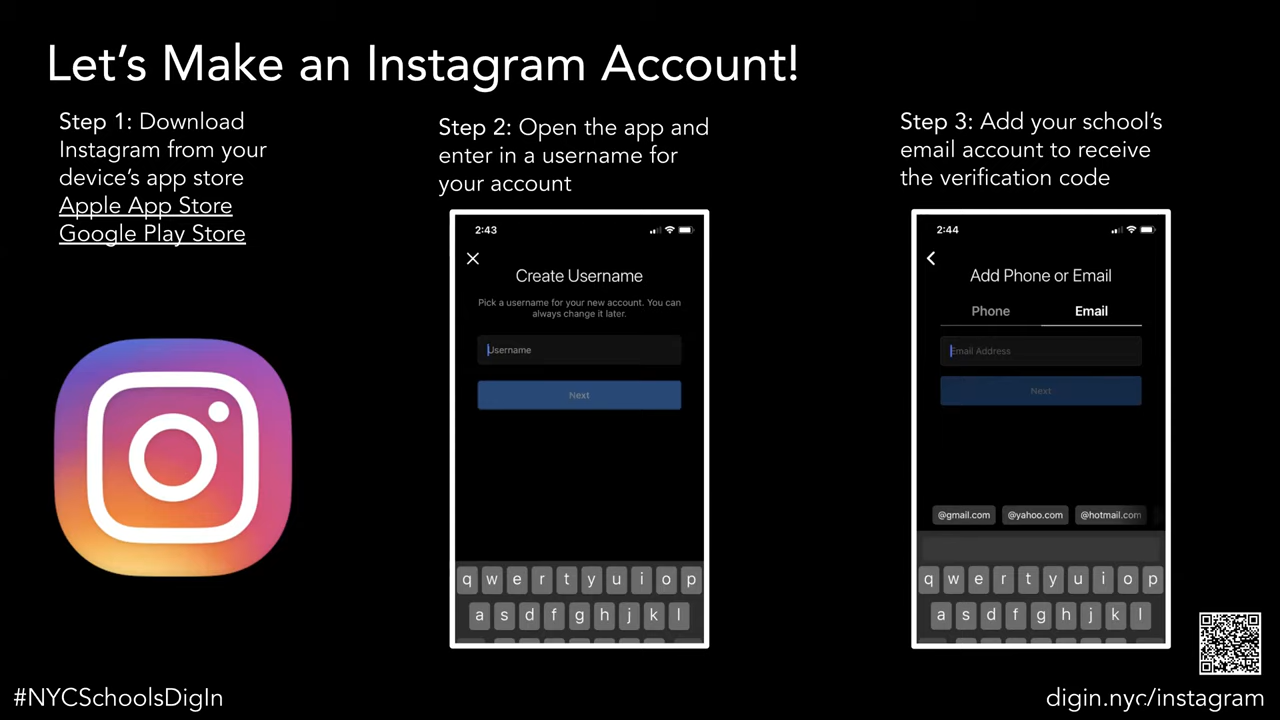 Let's Make an Instagram Account!
Step 1: Download
Instagram from your
device's app store
Apple App Store
Google Play Store
Step 2: Open the app and
enter in a username for
your account
2:43
Create Username
Pick a username for your new account. You can
always change it later.
Username
Next
q w e r t y u i o p
a s d f g h j k l
Step 3: Add your school's
email account to receive
the verification code
2:44
Add Phone or Email
Phone Email
Email Address
Next
@gmail.com @yahoo.com @hotmail.com
q w e r t y u i o p
a s d f g h j k l
#NYCSchoolsDigIn
digin.nyc/instagram